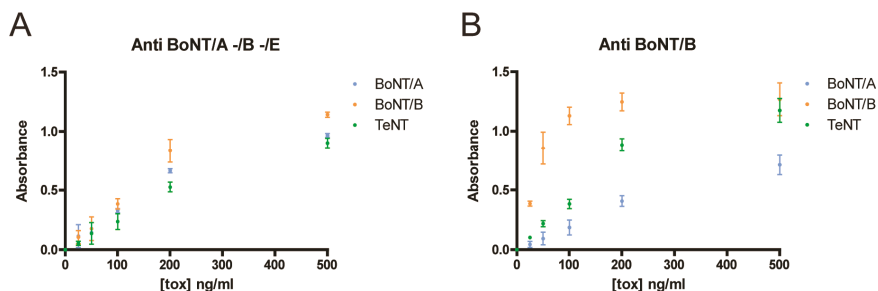 A
Anti BoNT/A -/B -/E
Absorbance
1.5
1.0
0.5
0.0
0
100
200
300
400
500
[tox] ng/ml
BoNT/A
BoNT/B
TeNT
B
Anti BoNT/B
Absorbance
1.5
1.0
0.5
0.0
0
100
200
300
400
500
[tox] ng/ml
BoNT/A
BoNT/B
TeNT